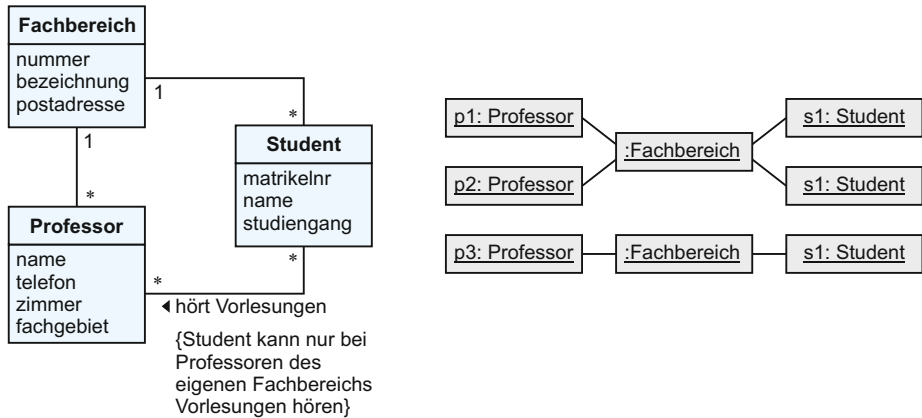 Fachbereich
nummer
bezeichnung
postadresse
1
*
1
*
Student
matrikelnr
name
studiengang
*
Professor
name
telefon
zimmer
fachgebiet
*
◄ hört Vorlesungen
{Student kann nur bei
Professoren des
eigenen Fachbereichs
Vorlesungen hören}
p1: Professor
s1: Student
:Fachbereich
p2: Professor
s1: Student
p3: Professor
:Fachbereich
s1: Student